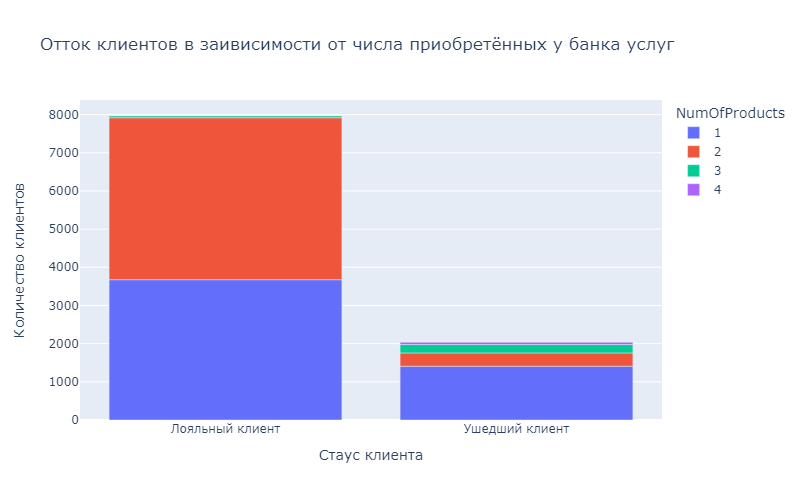 Отток клиентов в заивисимости от числа приобретённых у банка услуг
NumOfProducts
1
2
3
4
Количество клиентов
8000
7000
6000
5000
4000
3000
2000
1000
0
Лояльный клиент
Ушедший клиент
Стаус клиента